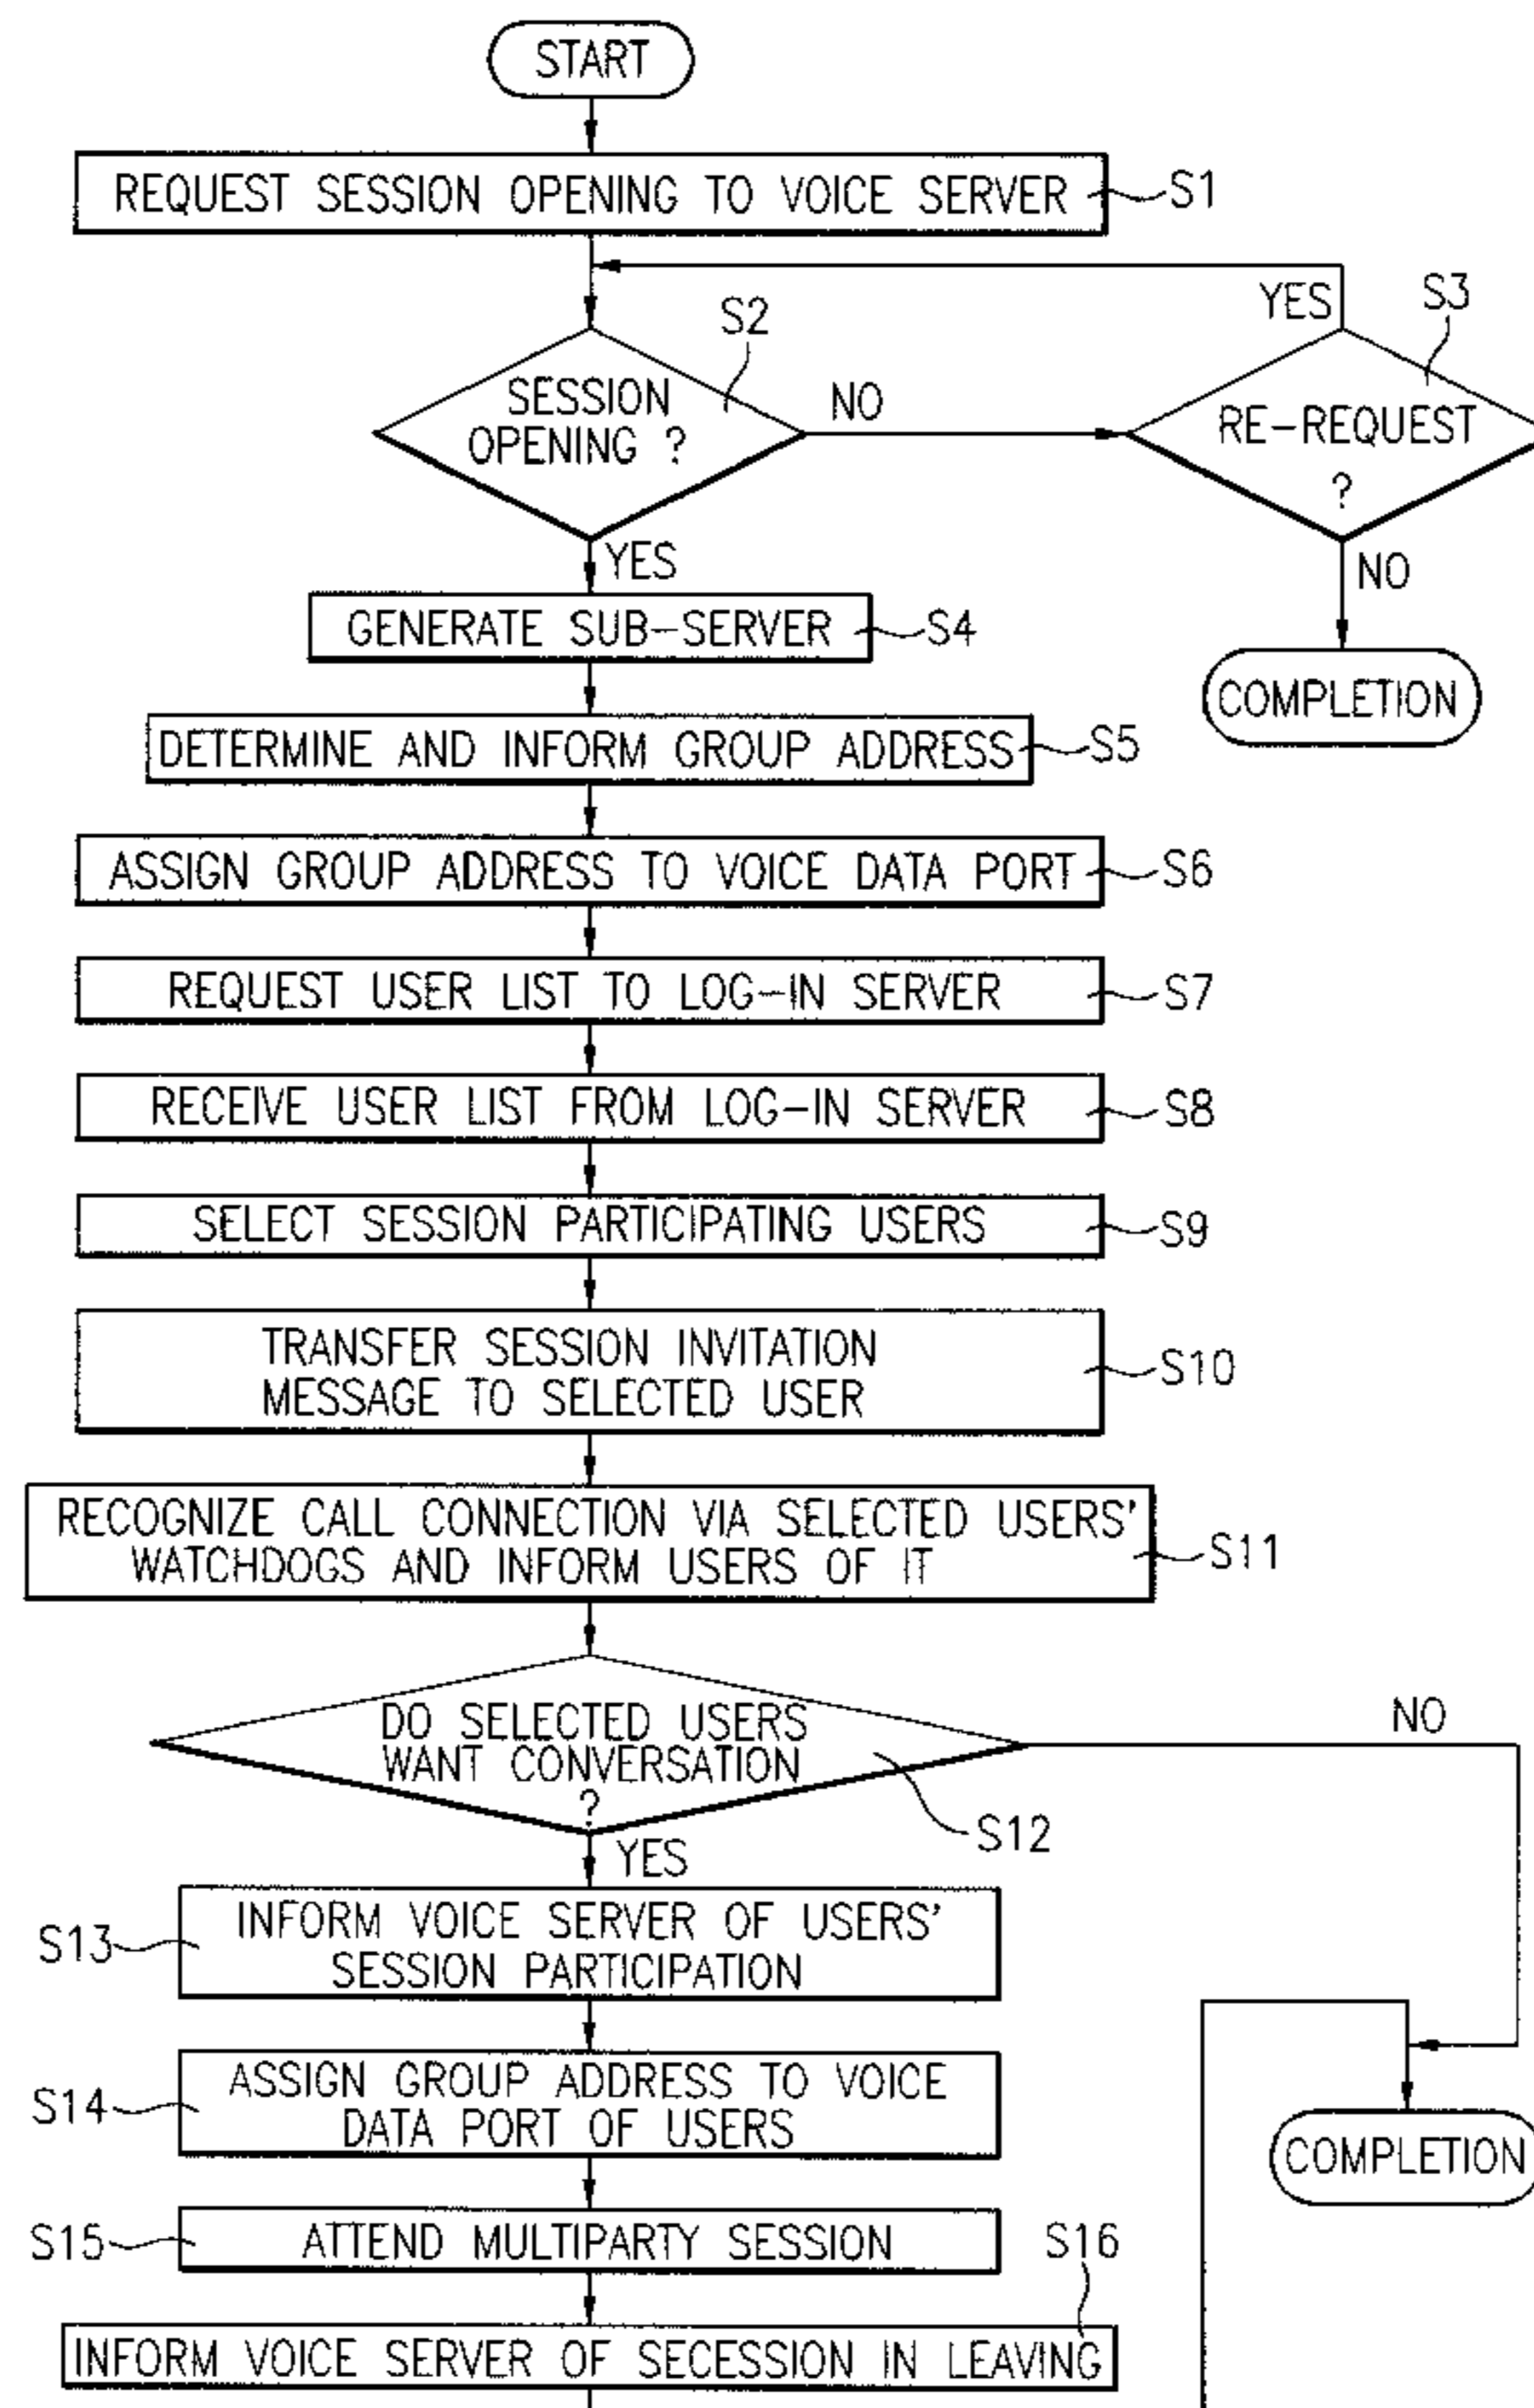 START
REQUEST SESSION OPENING TO VOICE SERVER
S1
YES
S3
S2
SESSION
OPENING ?
NO
RE-REQUEST
?
YES
NO
GENERATE SUB-SERVER
S4
COMPLETION
DETERMINE AND INFORM GROUP ADDRESS
S5
ASSIGN GROUP ADDRESS TO VOICE DATA PORT
S6
REQUEST USER LIST TO LOG-IN SERVER
S7
RECEIVE USER LIST FROM LOG-IN SERVER
S8
SELECT SESSION PARTICIPATING USERS
S9
TRANSFER SESSION INVITATION
MESSAGE TO SELECTED USER
S10
RECOGNIZE CALL CONNECTION VIA SELECTED USERS'
WATCHDOGS AND INFORM USERS OF IT
S11
DO SELECTED USERS
WANT CONVERSATION
?
NO
S12
YES
INFORM VOICE SERVER OF USERS'
SESSION PARTICIPATION
S13
ASSIGN GROUP ADDRESS TO VOICE
DATA PORT OF USERS
S14
COMPLETION
ATTEND MULTIPARTY SESSION
S15
S16
INFORM VOICE SERVER OF SECESSION IN LEAVING